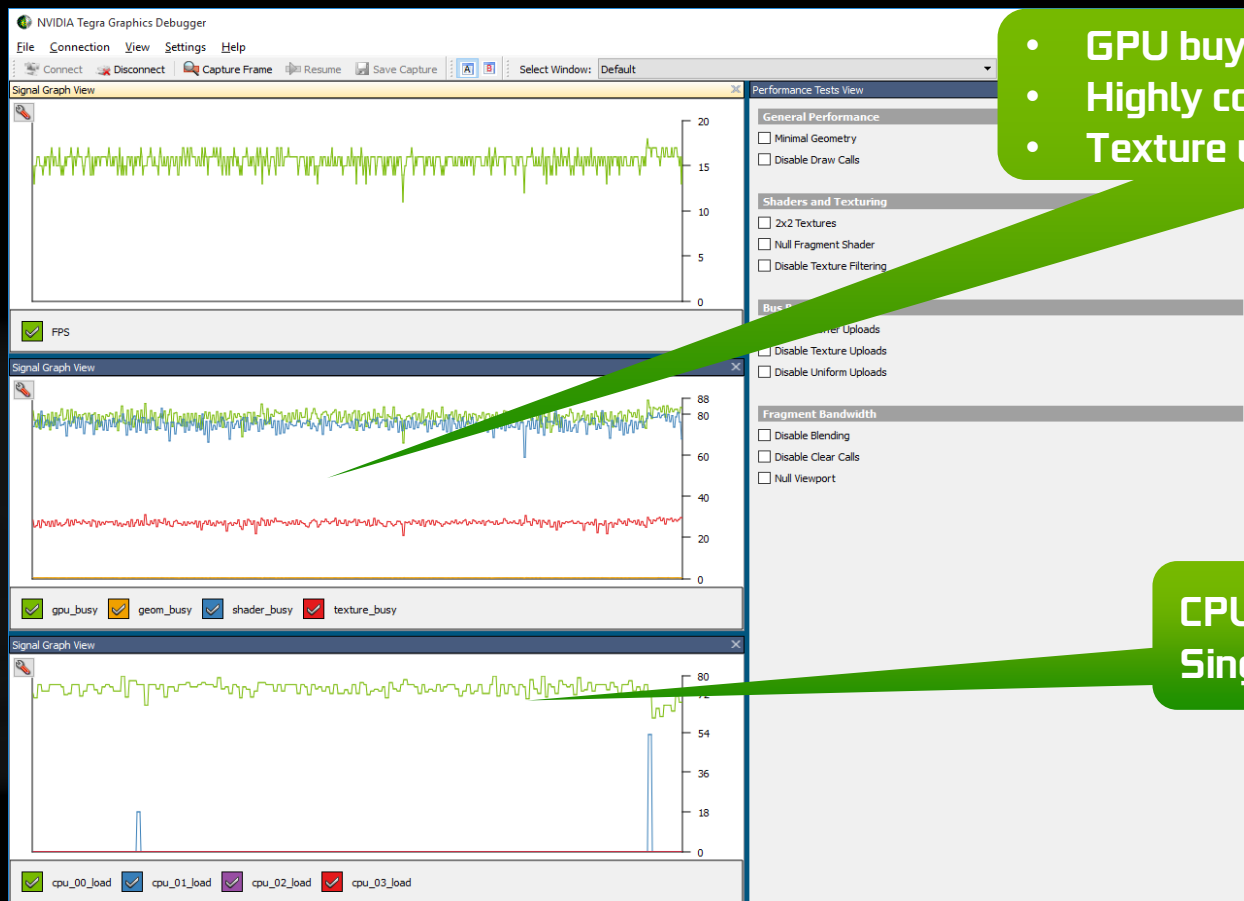 NVIDIA Tegra Graphics Debugger
File Connection View Settings Help
Connect Disconnect Capture Frame Resume Save Capture A B Select Window: Default
Signal Graph View
20
15
10
5
0
FPS
Signal Graph View
88
80
60
40
20
0
gpu_busy geom_busy shader_busy texture_busy
Signal Graph View
80
72
54
36
18
0
cpu_00_load cpu_01_load cpu_02_load cpu_03_load
Performance Tests View
General Performance
Minimal Geometry
Disable Draw Calls
Shaders and Texturing
2x2 Textures
Null Fragment Shader
Disable Texture Filtering
Uploads
Disable Texture Uploads
Disable Uniform Uploads
Fragment Bandwidth
Disable Blending
Disable Clear Calls
Null Viewport
• GPU buy
• Highly
• Texture
CPU